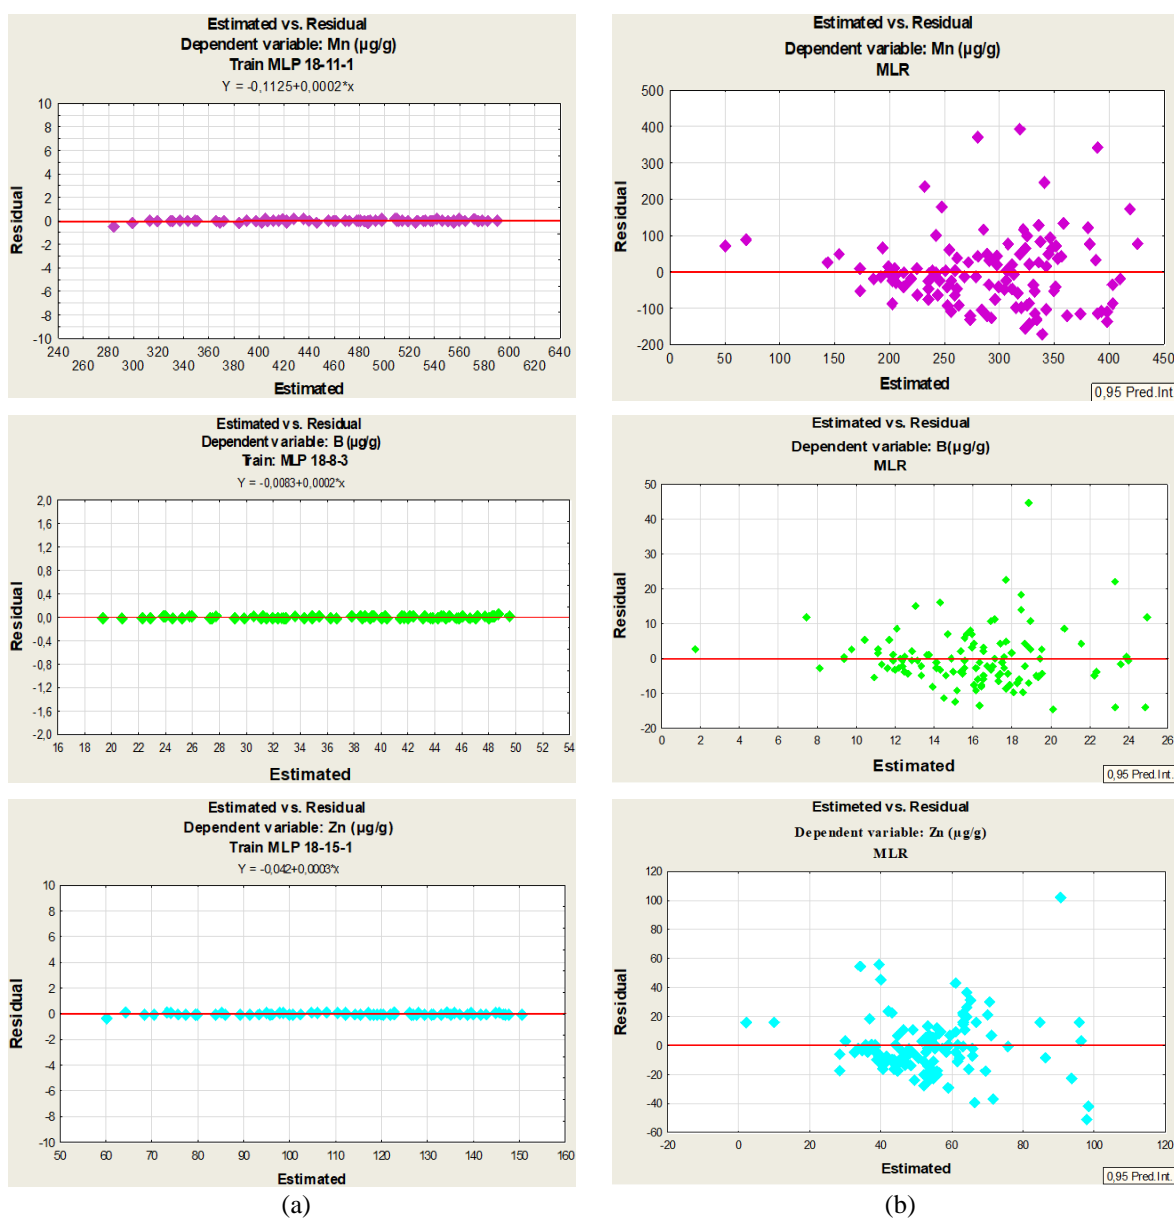 Estimated vs. Residual
Dependent variable: Mn (µg/g)
Train MLP 18-11-1
Y = -0,1125+0,0002*x
10
8
6
4
2
0
-2
-4
-6
-8
-10
Residual
240 280 320 360 400 440 480 520 560 600 640
260 300 340 380 420 460 500 540 580 620
Estimated
Estimated vs. Residual
Dependent variable: Mn (µg/g)
MLR
500
400
300
200
100
0
-100
-200
Residual
0 50 100 150 200 250 300 350 400 450
Estimated
0,95 Pred.Int.
Estimated vs. Residual
Dependent variable: B (µg/g)
Train: MLP 18-8-3
Y = -0,0083+0,0002*x
2,0
1,6
1,2
0,8
0,4
0,0
-0,4
-0,8
-1,2
-1,6
-2,0
Residual
16 18 20 22 24 26 28 30 32 34 36 38 40 42 44 46 48 50 52 54
Estimated
Estimated vs. Residual
Dependent variable: B(µg/g)
MLR
50
40
30
20
10
0
-10
-20
Residual
0 2 4 6 8 10 12 14 16 18 20 22 24 26
Estimated
0,95 Pred.Int.
Estimated vs. Residual
Dependent variable: Zn (µg/g)
Train MLP 18-15-1
Y = -0,042+0,0003*x
10
8
6
4
2
0
-2
-4
-6
-8
-10
Residual
50 60 70 80 90 100 110 120 130 140 150 160
Estimated
Estimeted vs. Residual
Dependent variable: Zn (µg/g)
MLR
120
100
80
60
40
20
0
-20
-40
-60
Residual
-20 0 20 40 60 80 100 120
Estimated
0,95 Pred.Int.
(a)
(b)